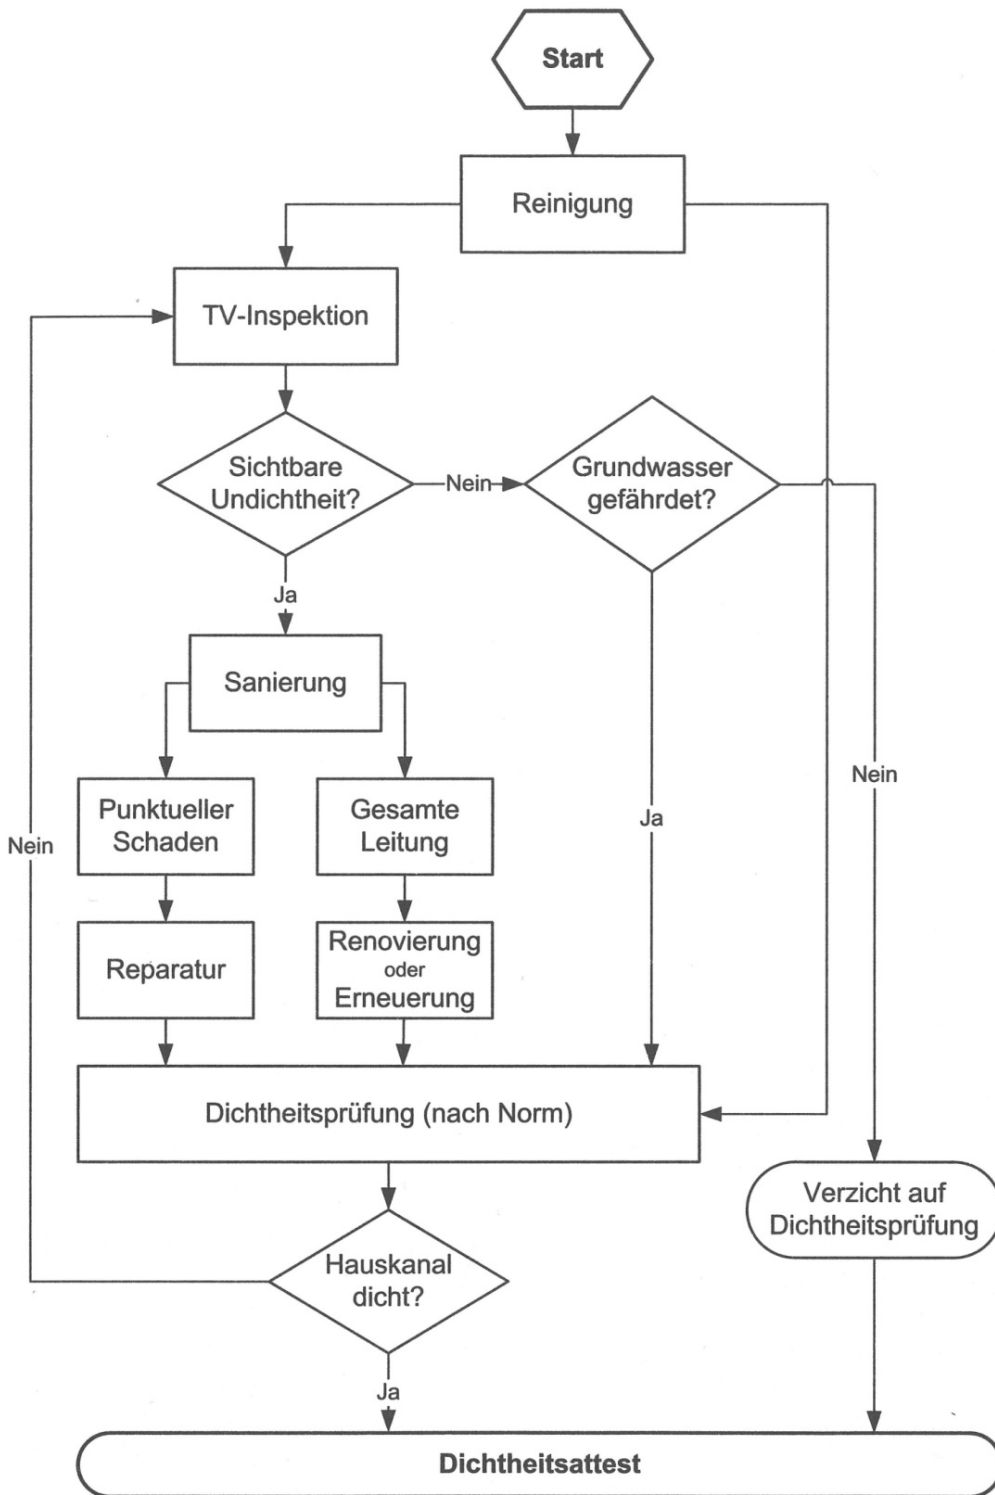 Start
Reinigung
TV-Inspektion
Sichtbare
Undichtheit?
Nein
Grundwasser
gefährdet?
Ja
Sanierung
Punktueller
Schaden
Gesamte
Leitung
Nein
Ja
Nein
Reparatur
Renovierung
oder
Erneuerung
Dichtheitsprüfung (nach Norm)
Verzicht auf
Dichtheitsprüfung
Hauskanal
dicht?
Ja
Dichtheitsattest